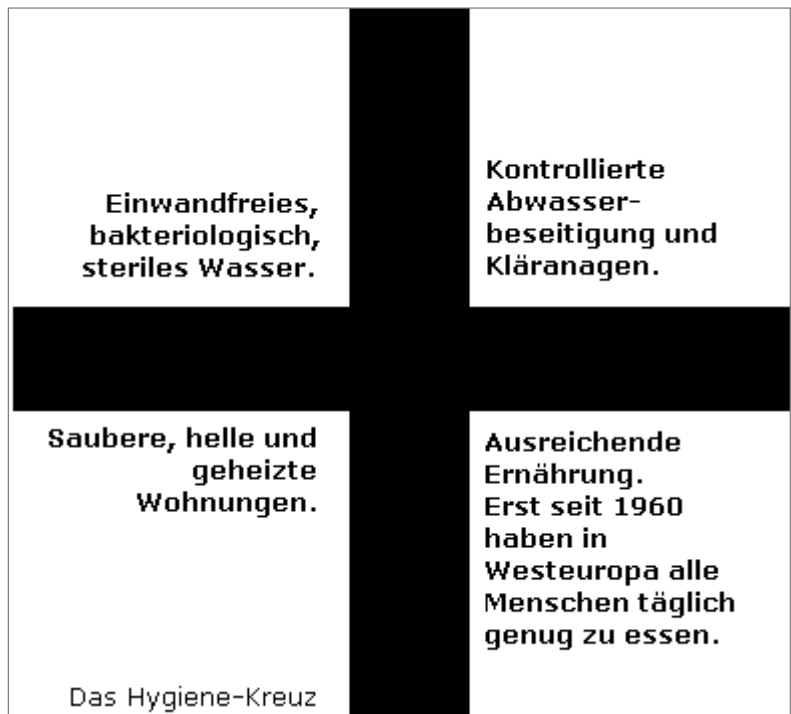 Einwandfreies,
bakteriologisch,
steriles Wasser.
Kontrollierte
Abwasser-
beseitigung und
Kläranagen.
Saubere, helle und
geheizte
Wohnungen.
Ausreichende
Ernährung.
Erst seit 1960
haben in
Westeuropa alle
Menschen täglich
genug zu essen.
Das Hygiene-Kreuz